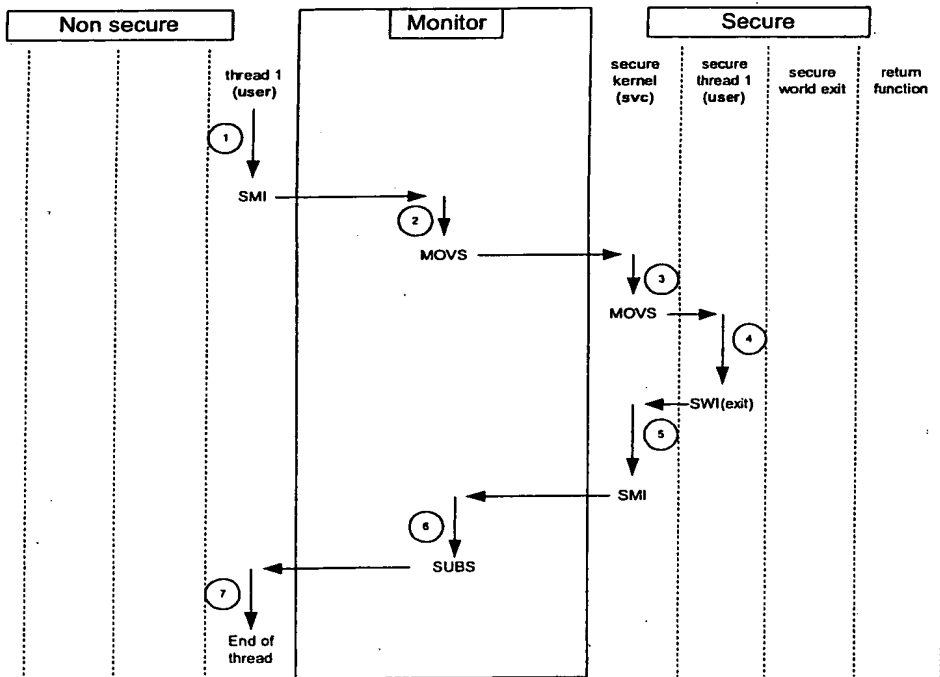 Non secure
Monitor
Secure
thread 1
(user)
secure
kernel
(svc)
secure
thread 1
(user)
secure
world exit
return
function
1
SMI
2
MOVS
3
MOVS
4
SWI(exit)
5
SMI
6
SUBS
7
End of
thread